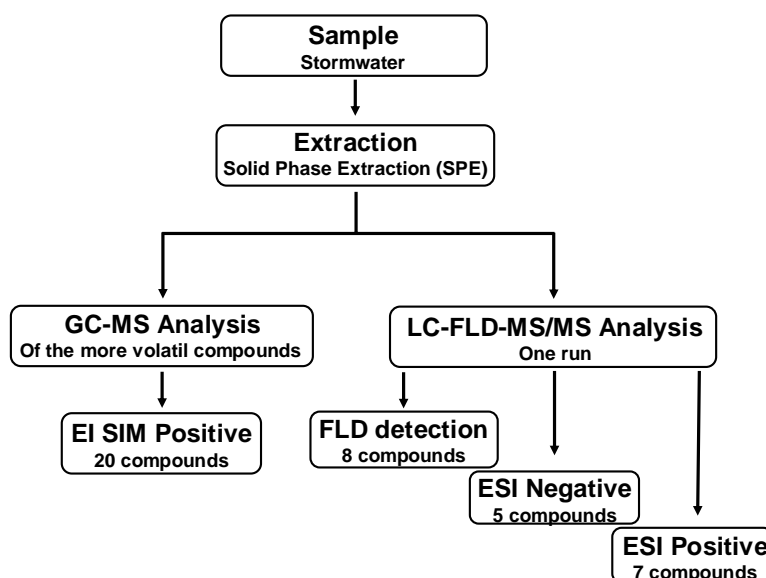 Sample
Stormwater
Extraction
Solid Phase Extraction (SPE)
GC-MS Analysis
Of the more volatil compounds
LC-FLD-MS/MS Analysis
One run
EI SIM Positive
20 compounds
FLD detection
8 compounds
ESI Negative
5 compounds
ESI Positive
7 compounds